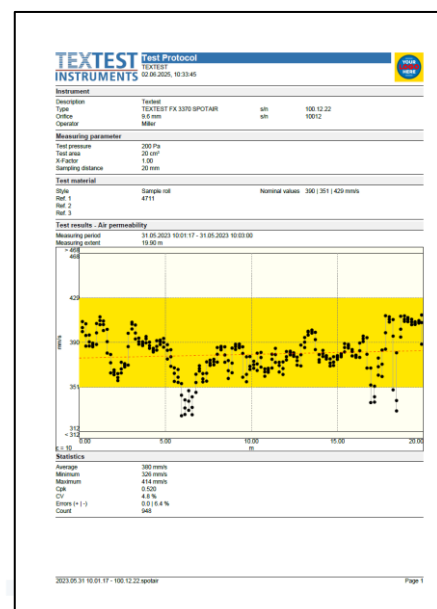 TEXTEST INSTRUMENTS
Test Protocol
TEXTEST
02.06.2025, 10:33:45
YOUR
HERE
Instrument
Description Textest
Type TEXTEST FX 3370 SPOTAIR s/n 100.12.22
Orifice 9.6 mm s/n 10012
Operator Miller
Measuring parameter
Test pressure 200 Pa
Test area 20 cm²
X-Factor 1.00
Sampling distance 20 mm
Test material
Style Sample roll Nominal values 390 | 351 | 429 mm/s
Ref. 1 4711
Ref. 2
Ref. 3
Test results - Air permeability
Measuring period 31.05.2023 10:01:17 - 31.05.2023 10:03:00
Measuring extent 19.90 m
> 468
468
429
390
mm/s
351
312
< 312
0.00 5.00 10.00 15.00 20.00
c = 10 m
Statistics
Average 380 mm/s
Minimum 326 mm/s
Maximum 414 mm/s
Cpk 0.520
CV 4.8 %
Errors (+ | -) 0.0 | 6.4 %
Count 948
2023.05.31 10.01.17 - 100.12.22.spotair Page 1